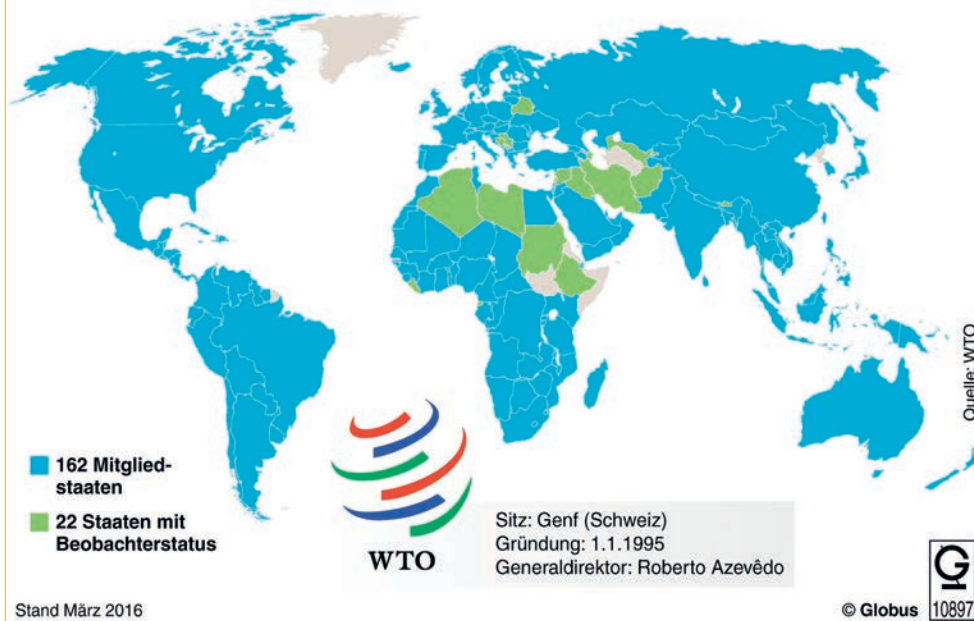 162 Mitglied-
staaten
22 Staaten mit
Beobachterstatus
WTO
Sitz: Genf (Schweiz)
Gründung: 1.1.1995
Generaldirektor: Roberto Azevêdo
Quelle: WTO
Stand März 2016
© Globus
G
10897